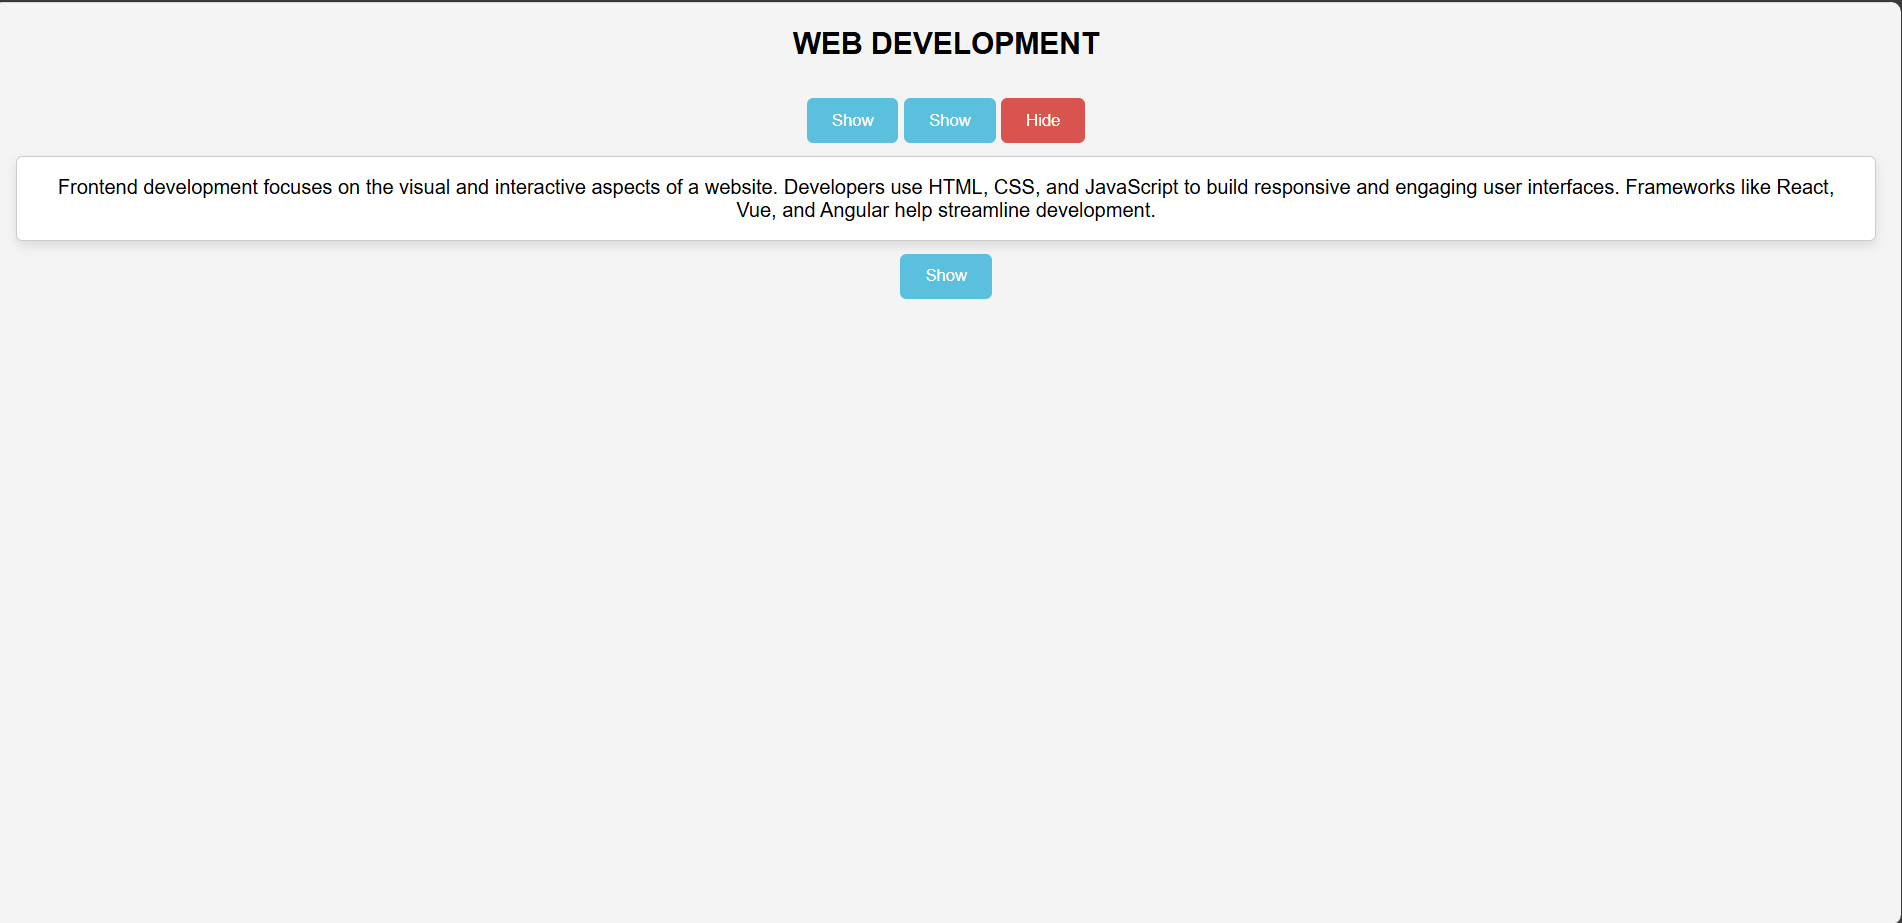 WEB DEVELOPMENT
Show Show Hide
Frontend development focuses on the visual and interactive aspects of a website. Developers use HTML, CSS, and JavaScript to build responsive and engaging user interfaces. Frameworks like React,
Vue, and Angular help streamline development.
Show